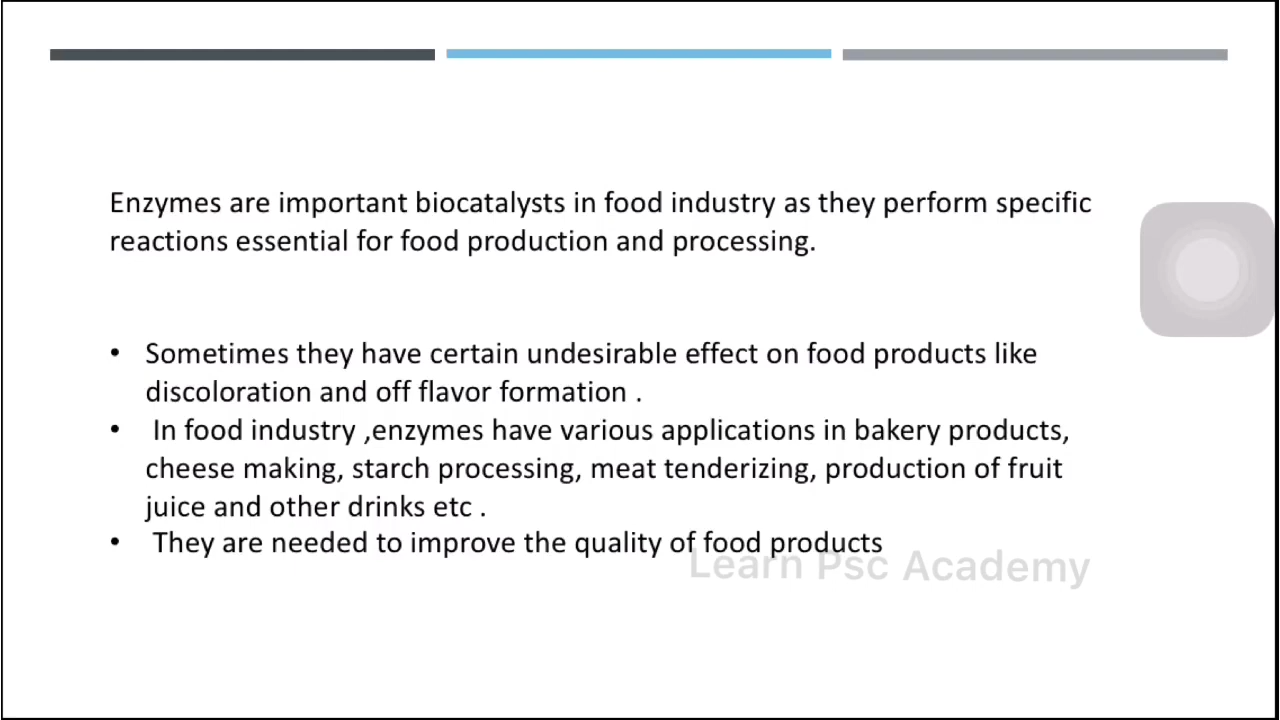 Enzymes are important biocatalysts in food industry as they perform specific
reactions essential for food production and processing.
• Sometimes they have certain undesirable effect on food products like
discoloration and off flavor formation .
• In food industry ,enzymes have various applications in bakery products,
cheese making, starch processing, meat tenderizing, production of fruit
juice and other drinks etc .
• They are needed to improve the quality of food products
Learn Psc Academy